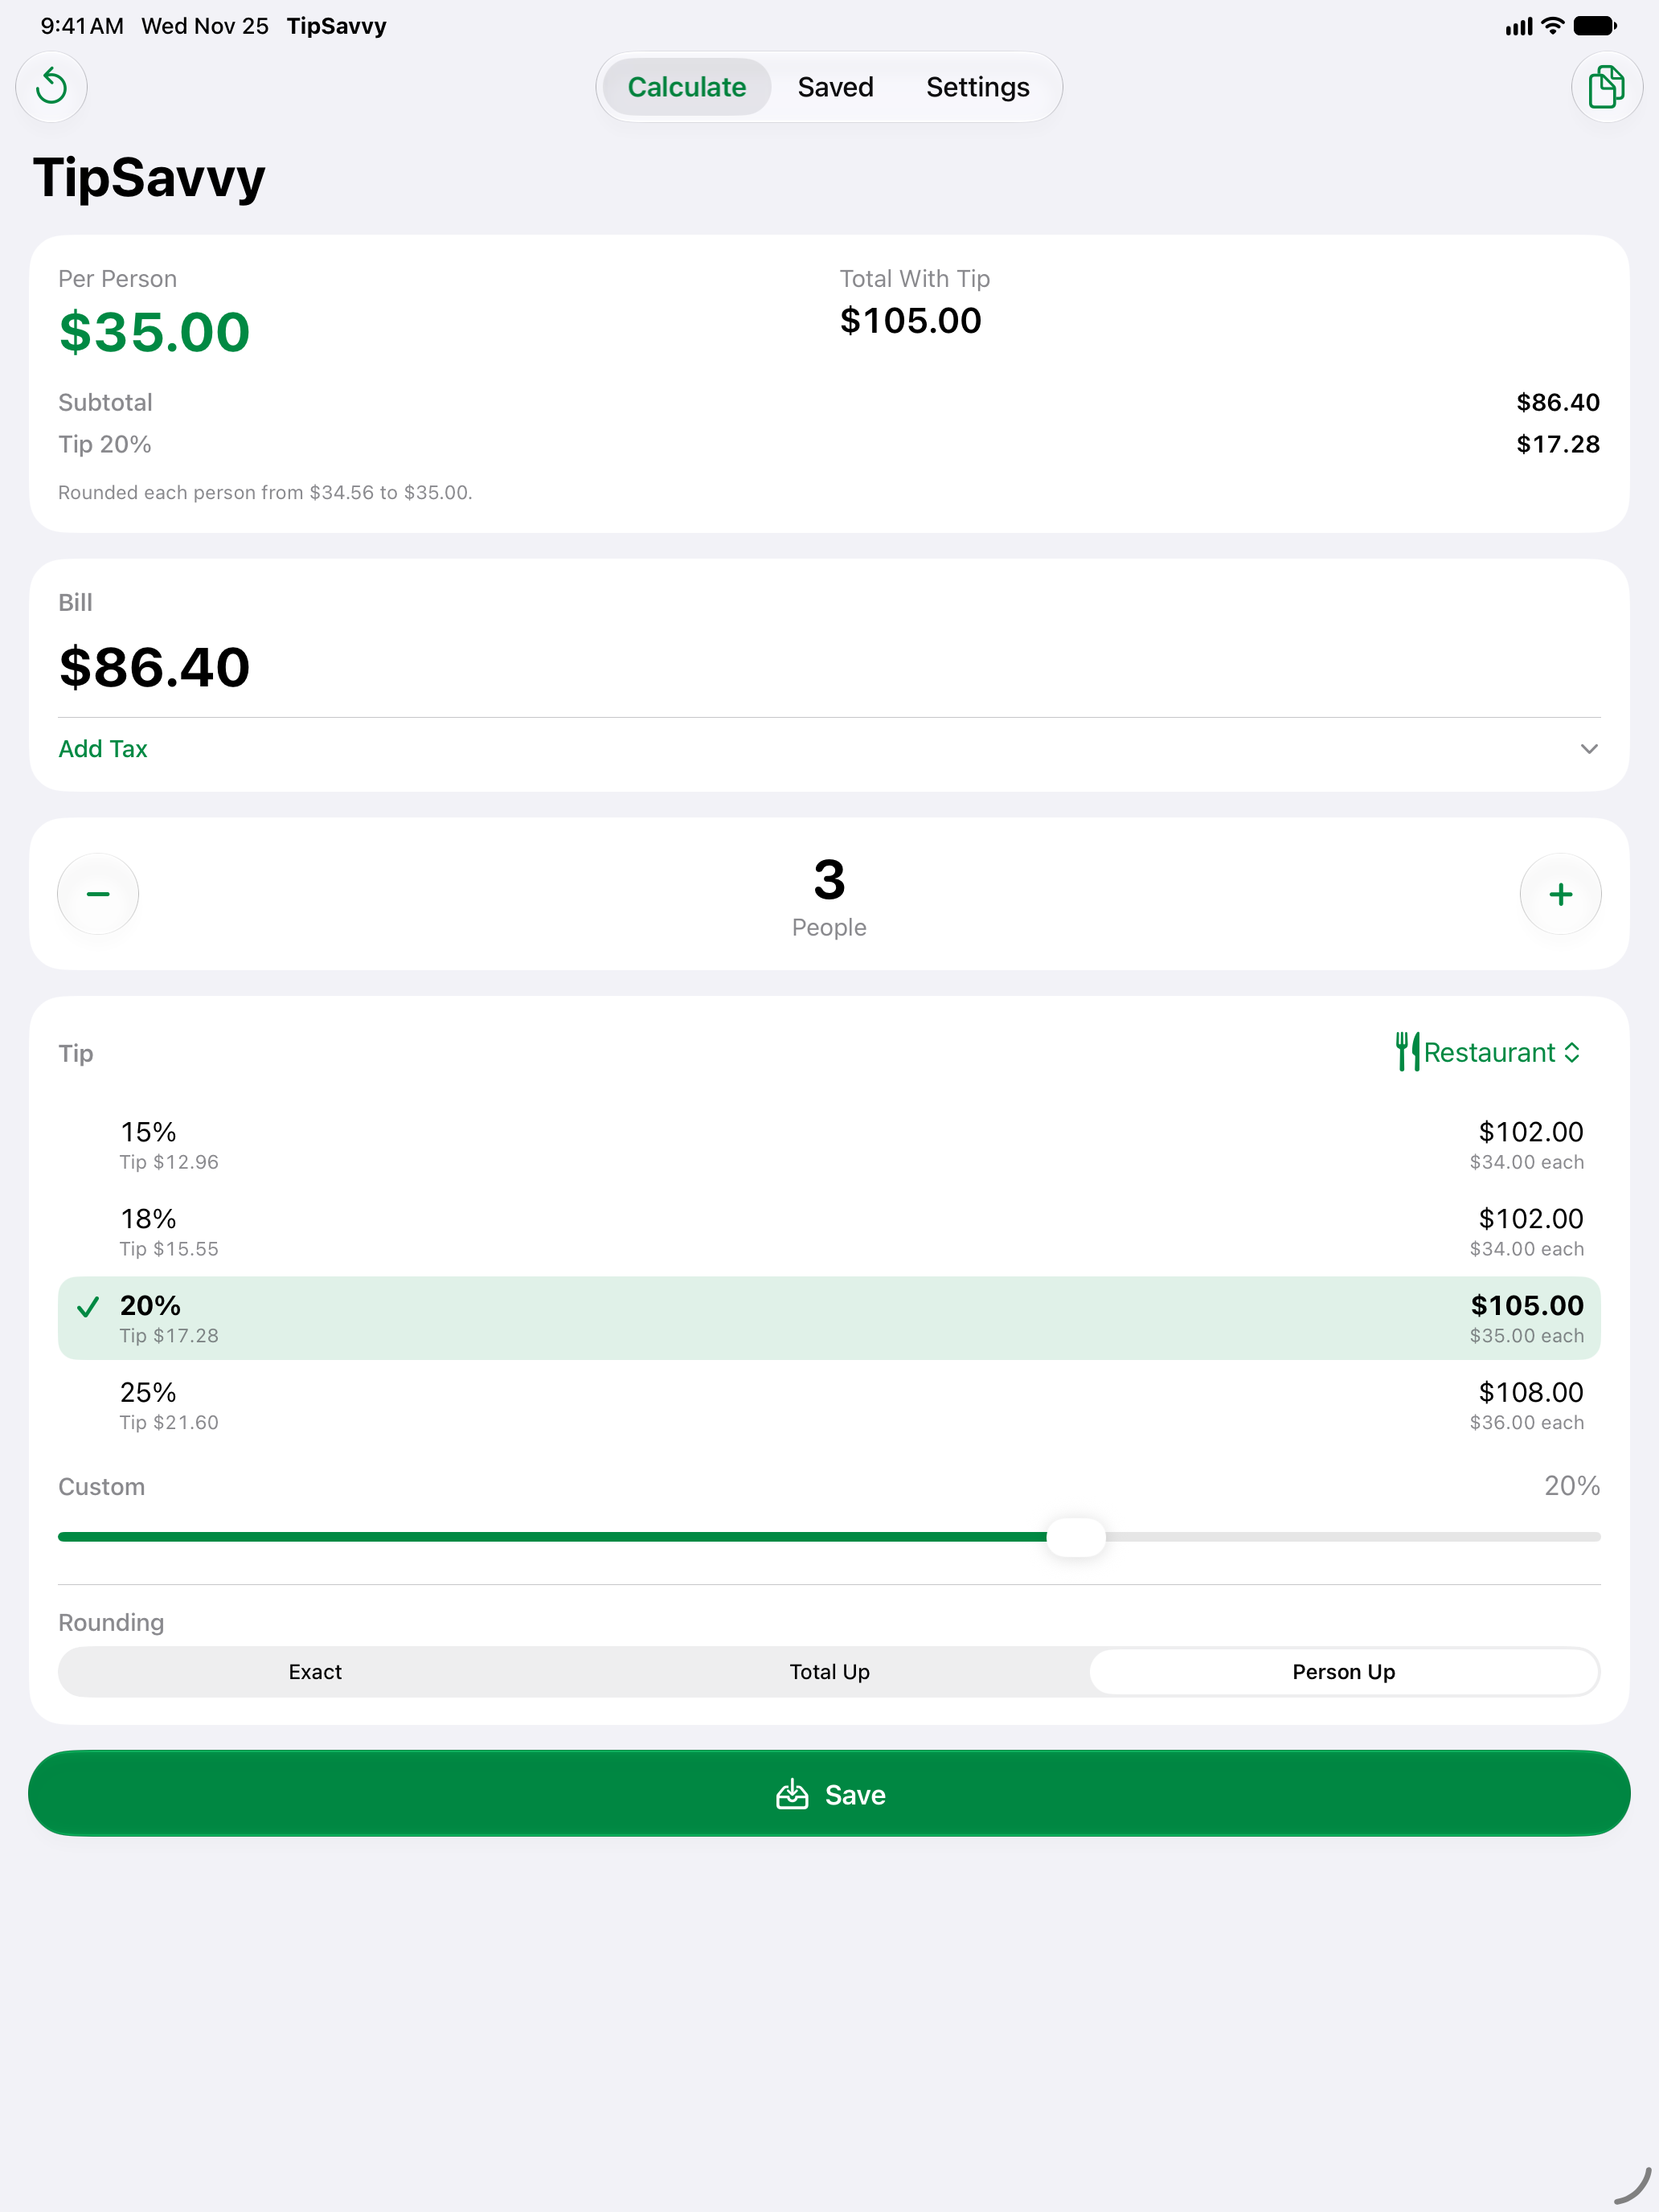 9:41 AM Wed Nov 25 TipSavvy
Calculate Saved Settings
TipSavvy
Per Person Total With Tip
$35.00 $105.00
Subtotal $86.40
Tip 20% $17.28
Rounded each person from $34.56 to $35.00.
Bill
$86.40
Add Tax
3
People
Tip Restaurant
15% $102.00
Tip $12.96 $34.00 each
18% $102.00
Tip $15.55 $34.00 each
20% $105.00
Tip $17.28 $35.00 each
25% $108.00
Tip $21.60 $36.00 each
Custom 20%
Rounding
Exact Total Up Person Up
Save